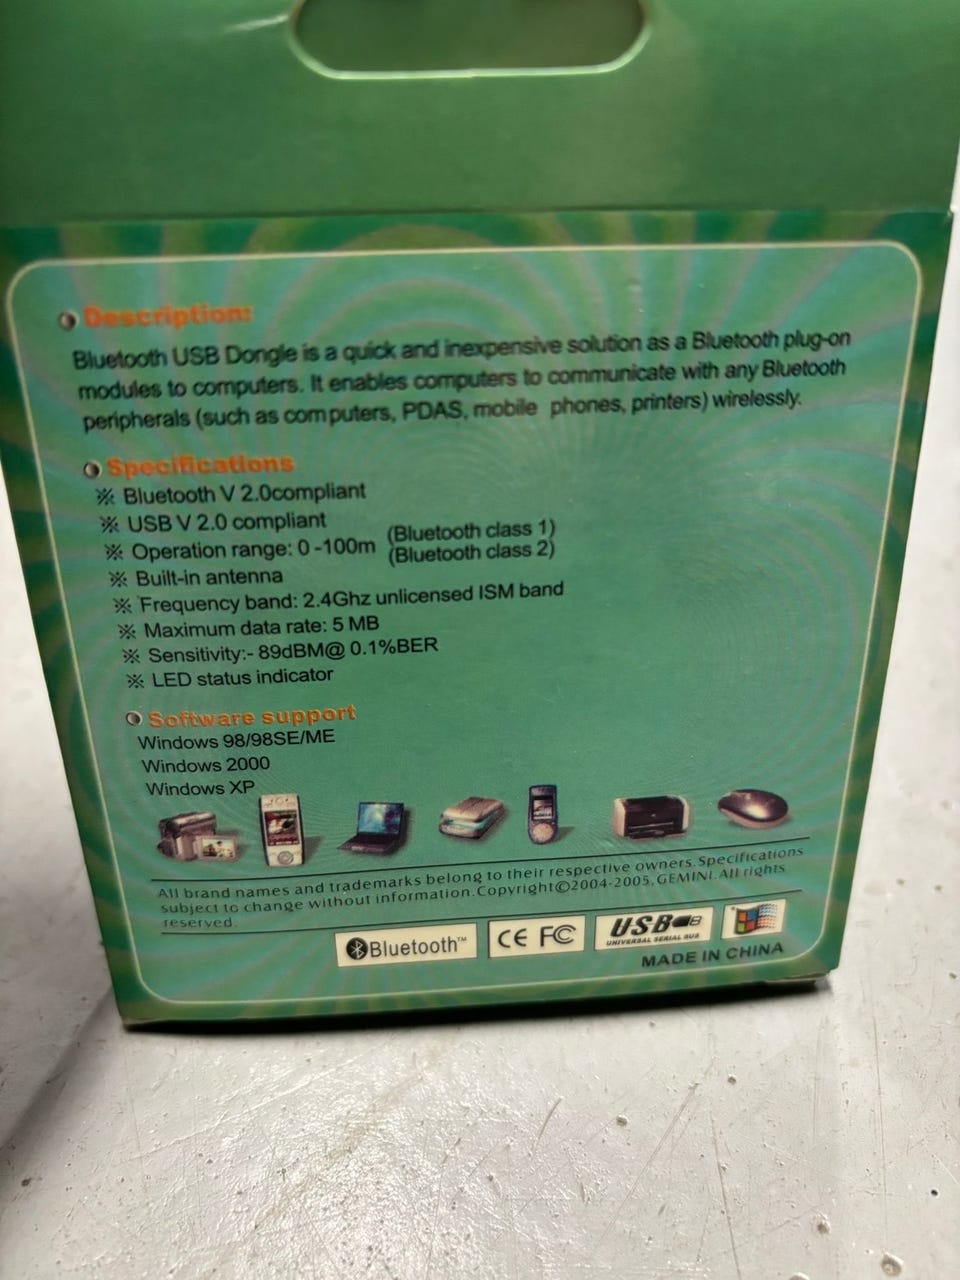 Description:
Bluetooth USB Dongle is a quick and inexpensive solution as a Bluetooth plug-on
modules to computers. It enables computers to communicate with any Bluetooth
peripherals (such as computers, PDAS, mobile phones, printers) wirelessly.
Specifications
※ Bluetooth V 2.0compliant
※ USB V 2.0 compliant
※ Operation range: 0 -100m (Bluetooth class 1)
(Bluetooth class 2)
※ Built-in antenna
※ Frequency band: 2.4Ghz unlicensed ISM band
※ Maximum data rate: 5 MB
※ Sensitivity:- 89dBM@ 0.1%BER
※ LED status indicator
Software support
Windows 98/98SE/ME
Windows 2000
Windows XP
All brand names and trademarks belong to their respective owners.Specifications
subject to change without information.Copyright©2004-2005, GEMINI.All rights
reserved.
Bluetooth™ CE FC USB
UNIVERSAL SERIAL BUS
MADE IN CHINA